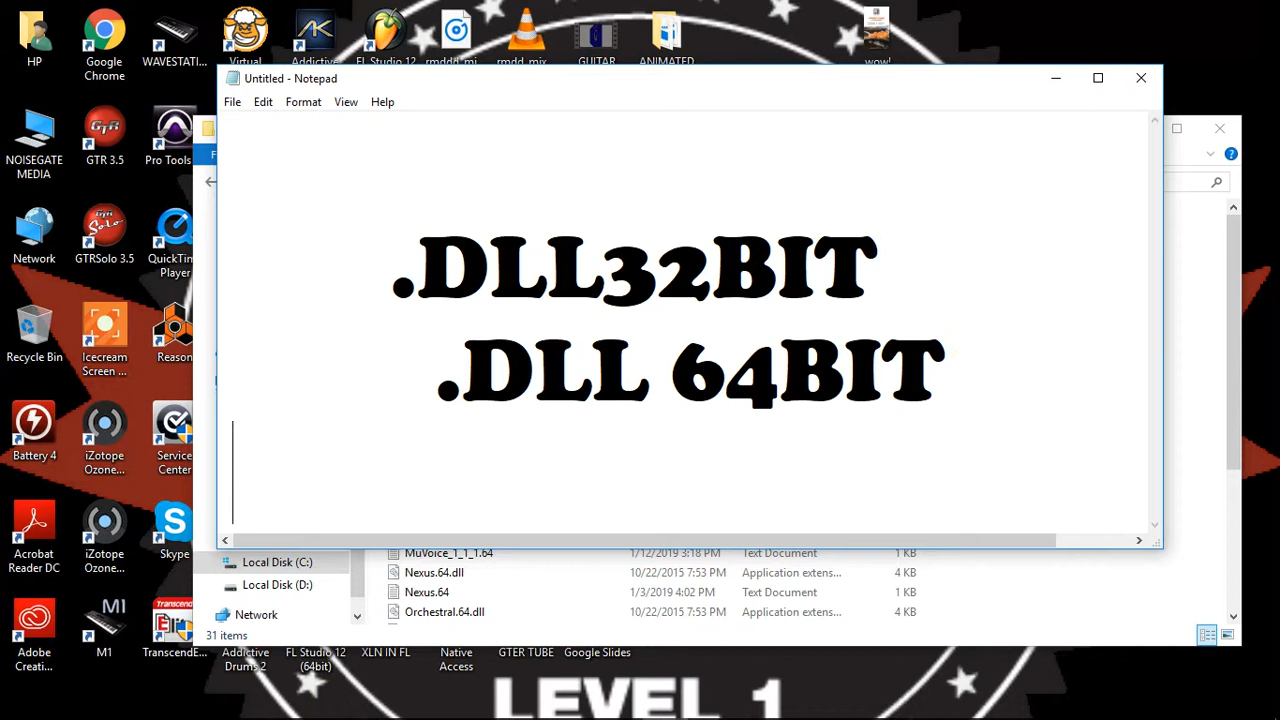 HP
Google
Chrome
WAVESTATI...
Virtual
Addictive
FL Studio 12
rmdd_mi
rmdd_mix
GUITAR
ANIMATED
wow!
Untitled - Notepad
File Edit Format View Help
NOISEGATE
MEDIA
GTR 3.5
Pro Tools
.DLL32BIT
.DLL 64BIT
Network
GTRSolo 3.5
QuickTime
Player
Recycle Bin
Icecream
Screen ...
Reason
Battery 4
iZotope
Ozone...
Service
Center
Acrobat
Reader DC
iZotope
Ozone...
Skype
Local Disk (C:)
Local Disk (D:)
Network
31 items
MuVoice_1_1_1.64 1/12/2019 3:18 PM Text Document 1 KB
Nexus.64.dll 10/22/2015 7:53 PM Application extens... 4 KB
Nexus.64 1/3/2019 4:02 PM Text Document 1 KB
Orchestral.64.dll 10/22/2015 7:53 PM Application extens... 4 KB
Adobe
Creati...
M1
M1
Transcend
TranscendE...
Addictive
Drums 2
FL Studio 12
(64bit)
XLN IN FL
Native
Access
GTER TUBE
Google Slides
LEVEL 1